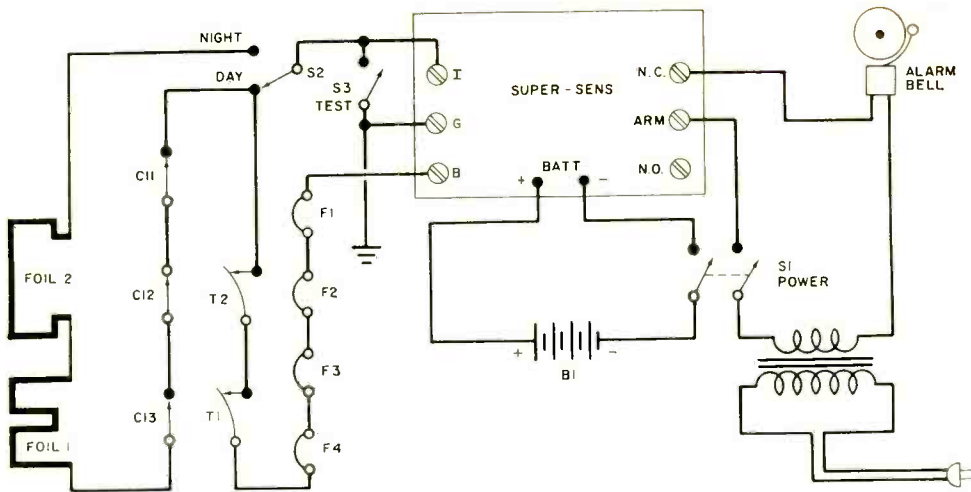 NIGHT
DAY
S2
S3
TEST
I
G
B
SUPER-SENS
N.C.
ARM
N.O.
BATT
+
-
ALARM
BELL
C11
C12
C13
FOIL 2
FOIL 1
T2
T1
F1
F2
F3
F4
S1
POWER
+
-
B1